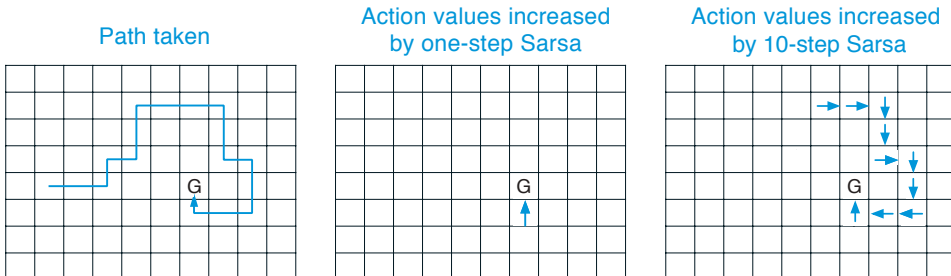 Path taken
Action values increased
by one-step Sarsa
Action values increased
by 10-step Sarsa
G
G
G